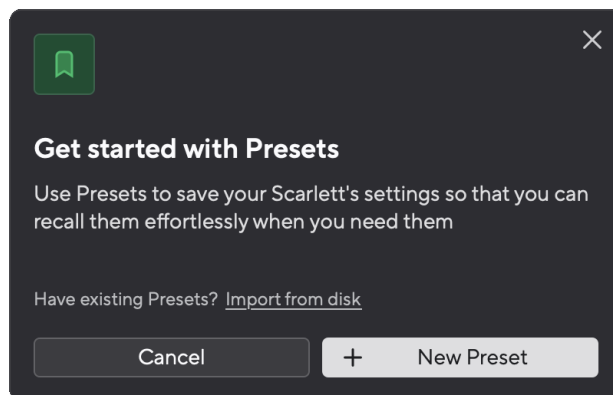 Get started with Presets
Use Presets to save your Scarlett's settings so that you can
recall them effortlessly when you need them
Have existing Presets? Import from disk
Cancel
+ New Preset